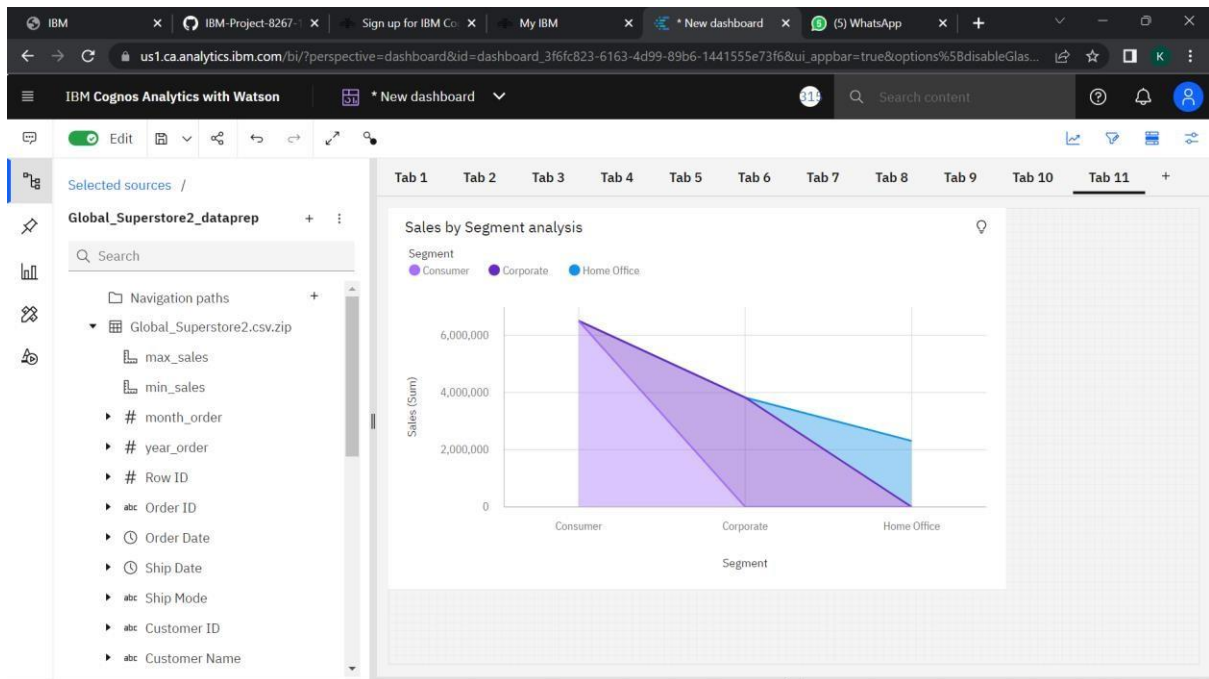 IBM
IBM-Project-8267-1
Sign up for IBM Co
My IBM
* New dashboard
(5) WhatsApp
us1.ca.analytics.ibm.com/bi/?perspective=dashboard&id=dashboard_3f6fc823-6163-4d99-89b6-1441555e73f6&ui_appbar=true&options%5BdisableGlas...
K
IBM Cognos Analytics with Watson
* New dashboard
Search content
Edit
Selected sources /
Global_Superstore2_dataprep
Search
Navigation paths
Global_Superstore2.csv.zip
max_sales
min_sales
# month_order
# year_order
# Row ID
abc Order ID
Order Date
Ship Date
abc Ship Mode
abc Customer ID
abc Customer Name
Tab 1 Tab 2 Tab 3 Tab 4 Tab 5 Tab 6 Tab 7 Tab 8 Tab 9 Tab 10 Tab 11 +
Sales by Segment analysis
Segment
Consumer Corporate Home Office
Sales (Sum)
6,000,000
4,000,000
2,000,000
0
Consumer Corporate Home Office
Segment